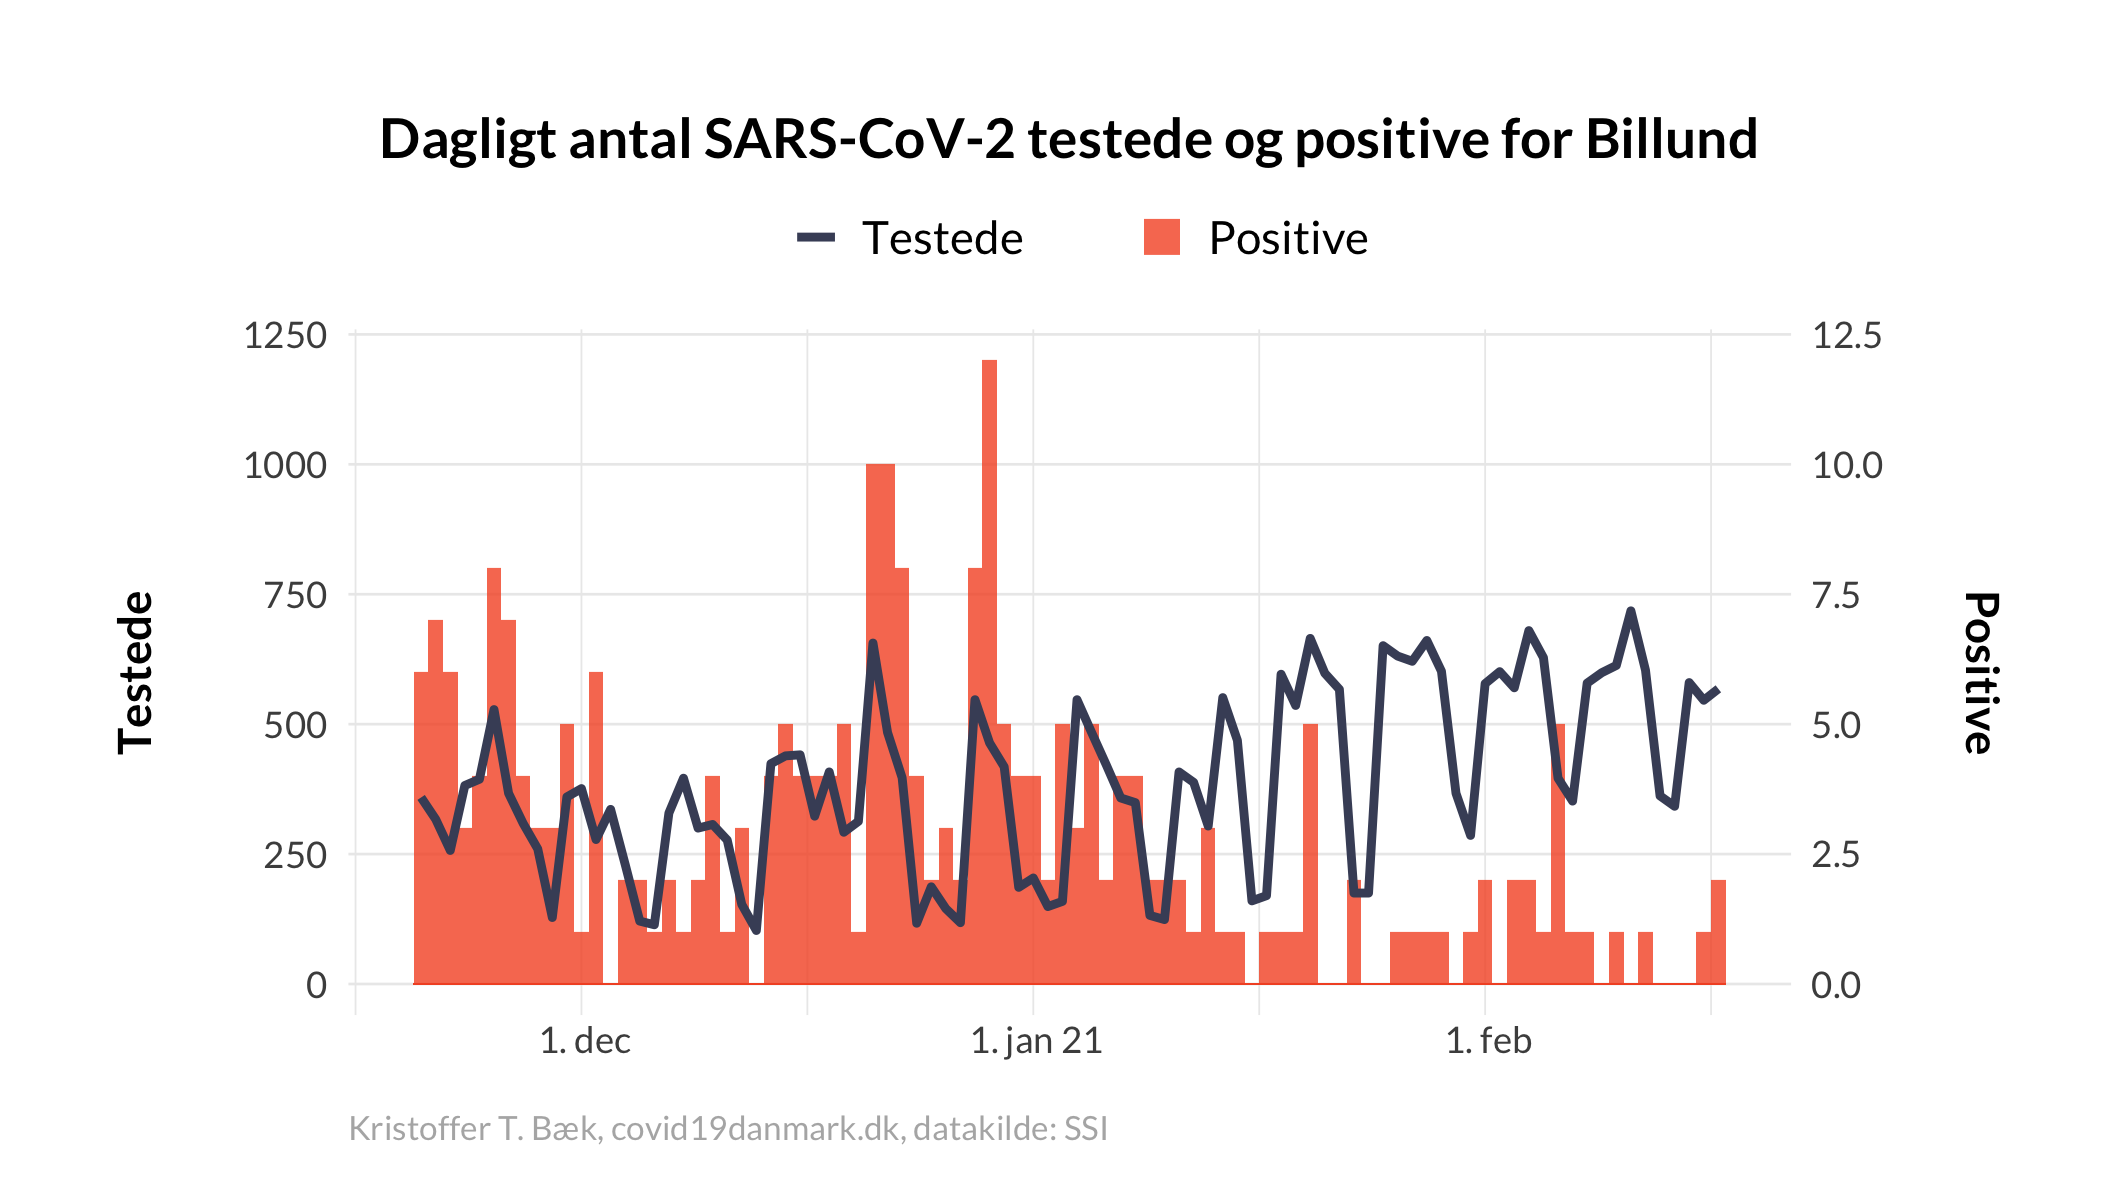 Dagligt antal SARS-CoV-2 testede og positive for Billund
Testede
Positive
1250
1000
750
500
250
0
Testede
12.5
10.0
7.5
5.0
2.5
0.0
Positive
1. dec
1. jan 21
1. feb
Kristoffer T. Bæk, covid19danmark.dk, datakilde: SSI